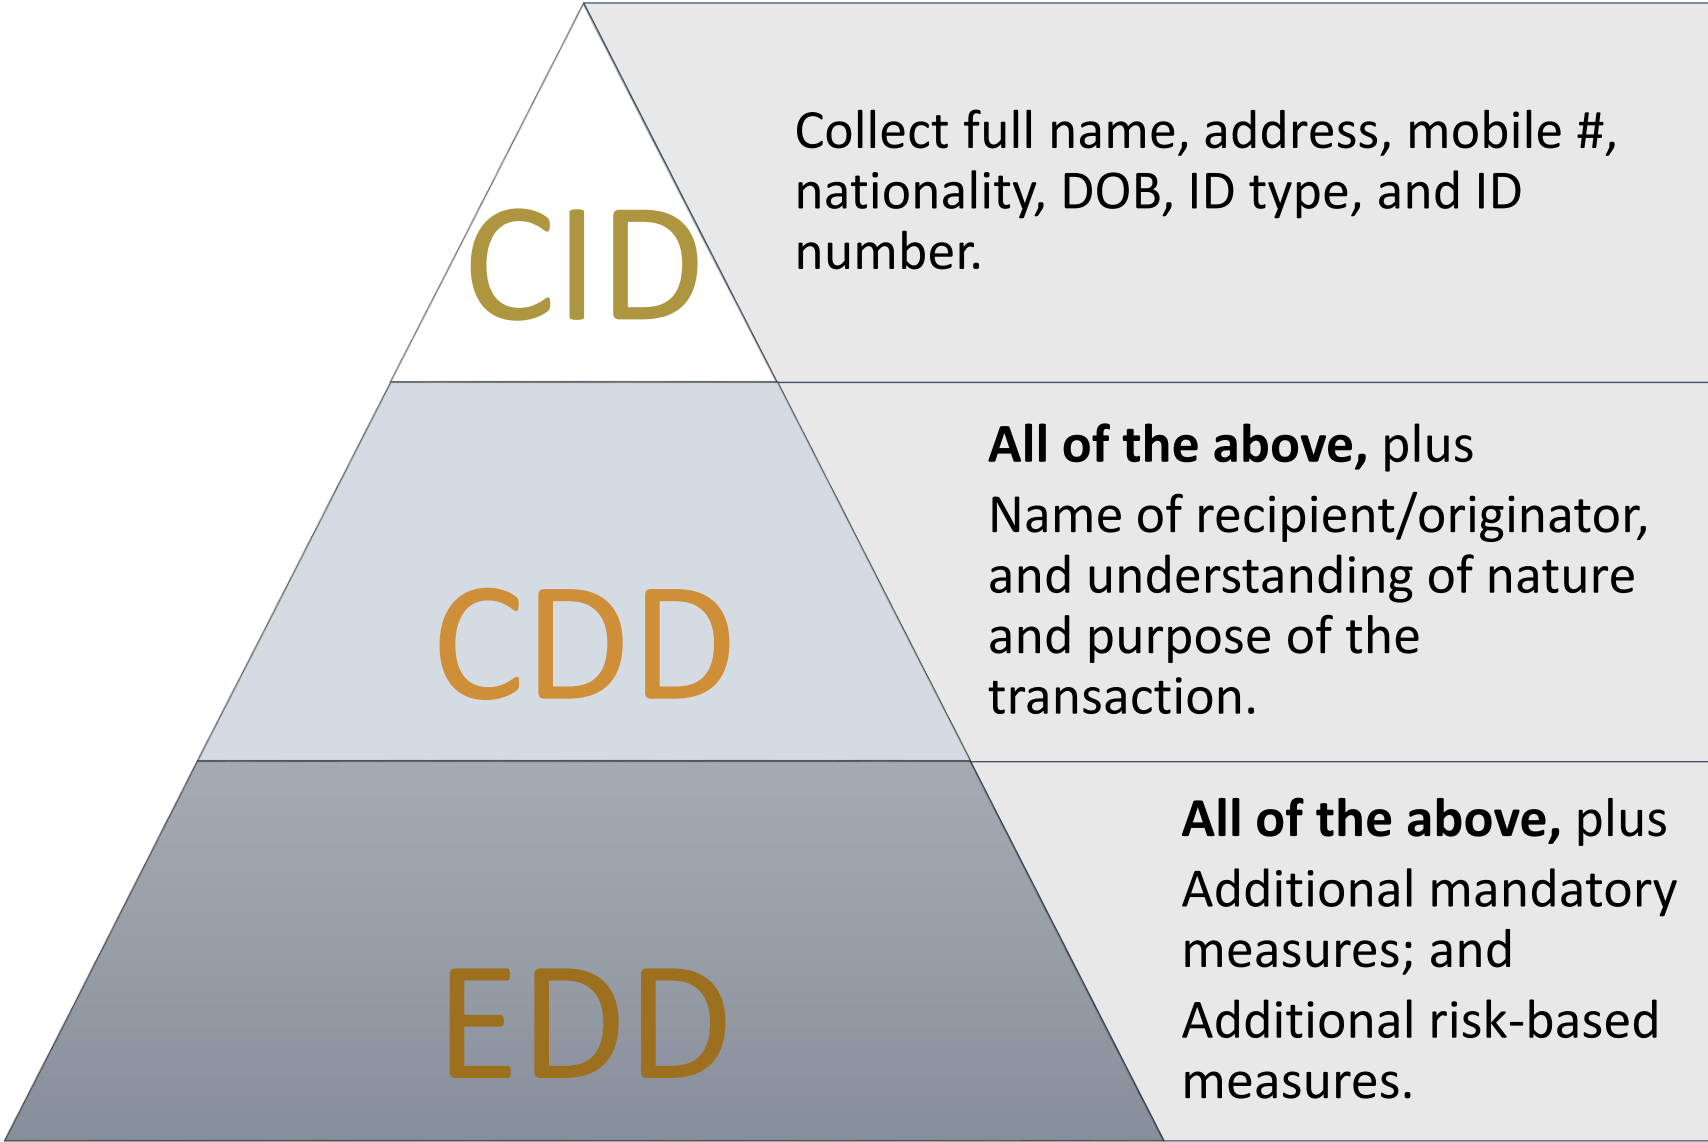 CID
Collect full name, address, mobile #,
nationality, DOB, ID type, and ID
number.
CDD
All of the above, plus
Name of recipient/originator,
and understanding of nature
and purpose of the
transaction.
EDD
All of the above, plus
Additional mandatory
measures; and
Additional risk-based
measures.